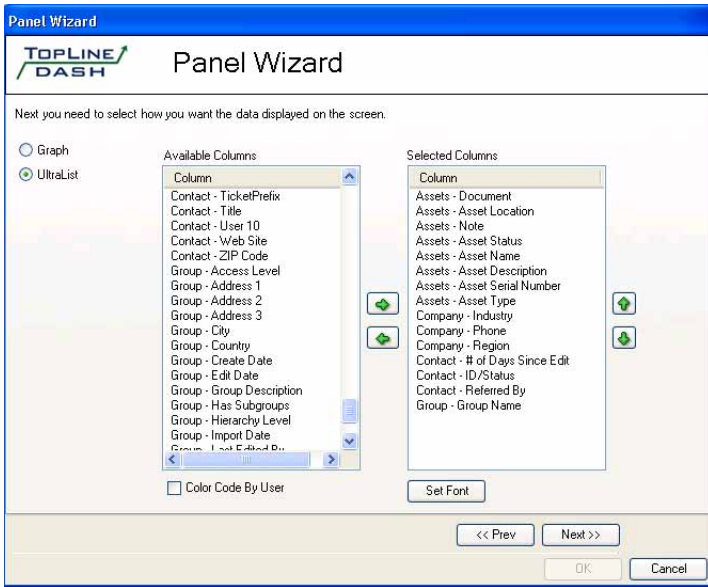 Panel Wizard
TOPLINE
DASH
Panel Wizard
Next you need to select how you want the data displayed on the screen.
Graph
UltraList
Available Columns
Column
Contact - TicketPrefix
Contact - Title
Contact - User 10
Contact - Web Site
Contact - ZIP Code
Group - Access Level
Group - Address 1
Group - Address 2
Group - Address 3
Group - City
Group - Country
Group - Create Date
Group - Edit Date
Group - Group Description
Group - Has Subgroups
Group - Hierarchy Level
Group - Import Date
Group - Last Edited By
Color Code By User
Selected Columns
Column
Assets - Document
Assets - Asset Location
Assets - Note
Assets - Asset Status
Assets - Asset Name
Assets - Asset Description
Assets - Asset Serial Number
Assets - Asset Type
Company - Industry
Company - Phone
Company - Region
Contact - # of Days Since Edit
Contact - ID/Status
Contact - Referred By
Group - Group Name
Set Font
<< Prev
Next >>
OK
Cancel